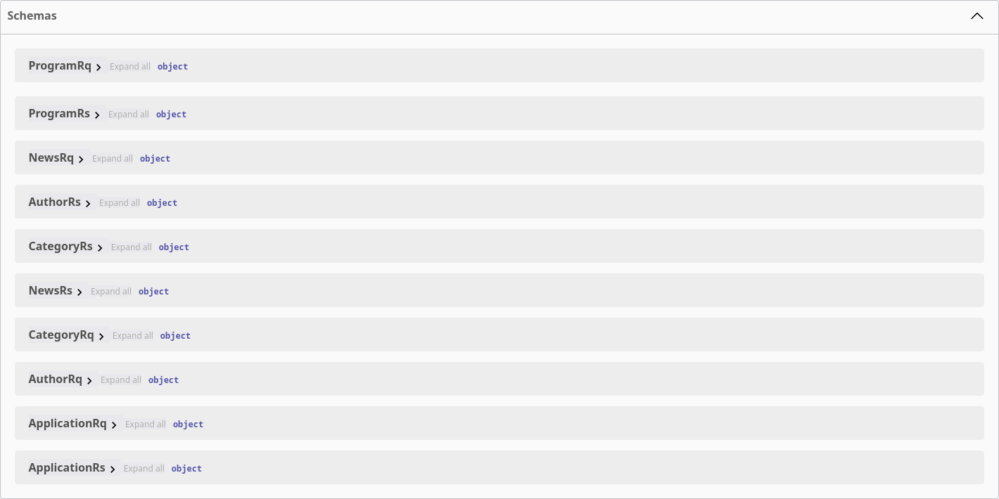 Schemas
ProgramRq Expand all object
ProgramRs Expand all object
NewsRq Expand all object
AuthorRs Expand all object
CategoryRs Expand all object
NewsRs Expand all object
CategoryRq Expand all object
AuthorRq Expand all object
ApplicationRq Expand all object
ApplicationRs Expand all object